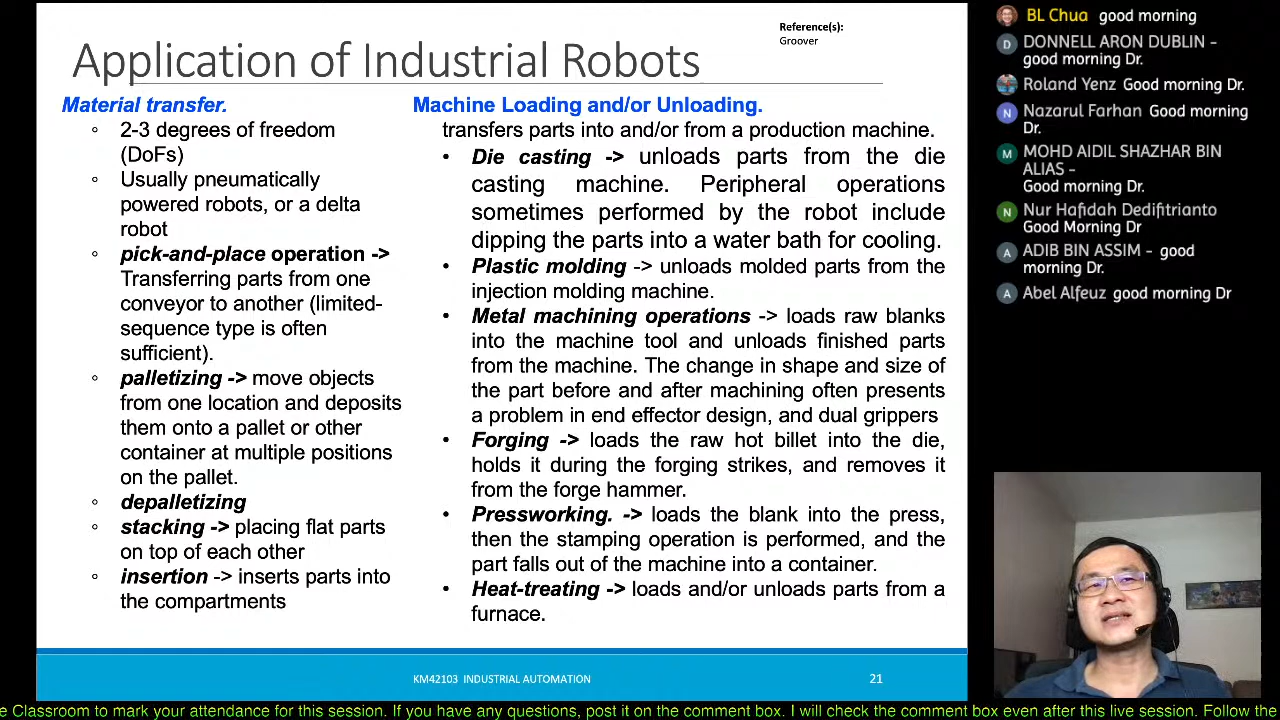 Application of Industrial Robots
Reference(s):
Groover
Material transfer.
◦ 2-3 degrees of freedom
(DoFs)
◦ Usually pneumatically
powered robots, or a delta
robot
◦ pick-and-place operation ->
Transferring parts from one
conveyor to another (limited-
sequence type is often
sufficient).
◦ palletizing -> move objects
from one location and deposits
them onto a pallet or other
container at multiple positions
on the pallet.
◦ depalletizing
◦ stacking -> placing flat parts
on top of each other
◦ insertion -> inserts parts into
the compartments
Machine Loading and/or Unloading.
transfers parts into and/or from a production machine.
• Die casting -> unloads parts from the die
casting machine. Peripheral operations
sometimes performed by the robot include
dipping the parts into a water bath for cooling.
• Plastic molding -> unloads molded parts from the
injection molding machine.
• Metal machining operations -> loads raw blanks
into the machine tool and unloads finished parts
from the machine. The change in shape and size of
the part before and after machining often presents
a problem in end effector design, and dual grippers
• Forging -> loads the raw hot billet into the die,
holds it during the forging strikes, and removes it
from the forge hammer.
• Pressworking. -> loads the blank into the press,
then the stamping operation is performed, and the
part falls out of the machine into a container.
• Heat-treating -> loads and/or unloads parts from a
furnace.
KM42103 INDUSTRIAL AUTOMATION
21
BL Chua good morning
D
DONNELL ARON DUBLIN -
good morning Dr.
Roland Yenz Good morning Dr.
N
Nazarul Farhan Good morning
Dr.
M
MOHD AIDIL SHAZHAR BIN
ALIAS -
Good morning Dr.
N
Nur Hafidah Dedifitrianto
Good Morning Dr
A
ADIB BIN ASSIM - good
morning Dr.
A
Abel Alfeuz good morning Dr
e Classroom to mark your attendance for this session. If you have any questions, post it on the comment box. I will check the comment box even after this live session. Follow the